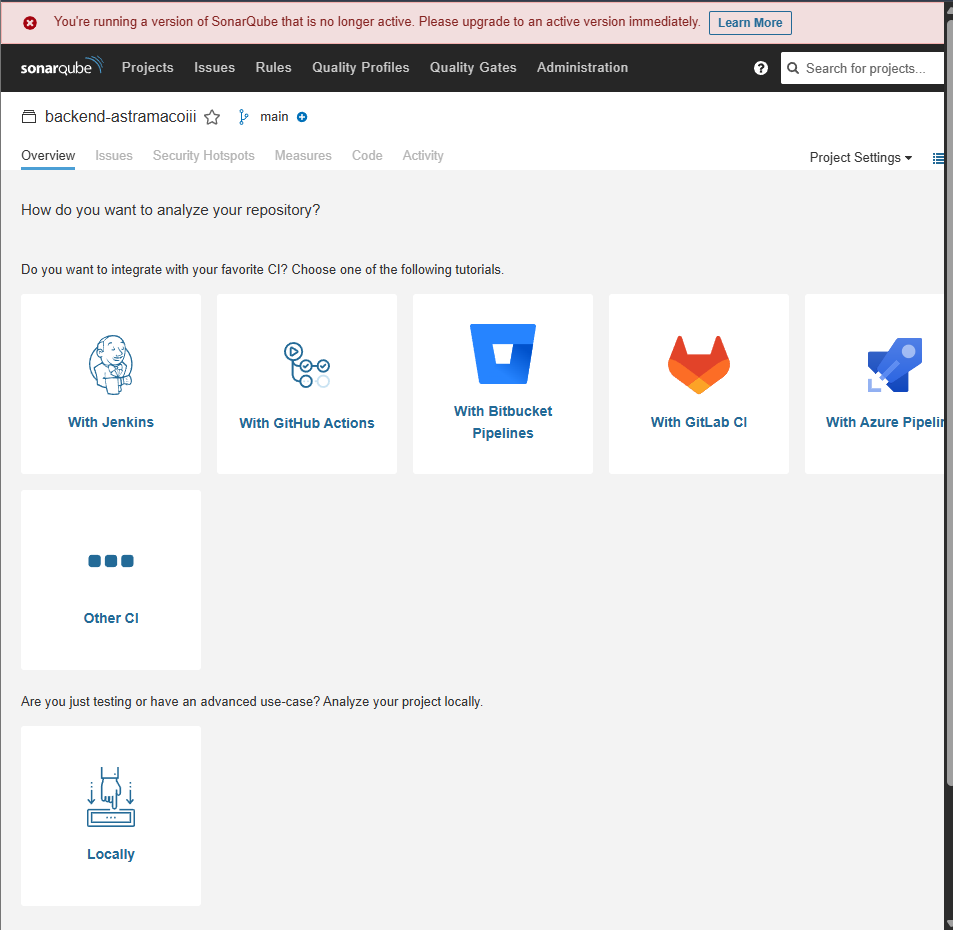 You're running a version of SonarQube that is no longer active. Please upgrade to an active version immediately. Learn More
sonarqube Projects Issues Rules Quality Profiles Quality Gates Administration ? Search for projects...
backend-astramacoiii main
Overview Issues Security Hotspots Measures Code Activity Project Settings
How do you want to analyze your repository?
Do you want to integrate with your favorite CI? Choose one of the following tutorials.
With Jenkins
With GitHub Actions
With Bitbucket
Pipelines
With GitLab CI
With Azure Pipelin
Other CI
Are you just testing or have an advanced use-case? Analyze your project locally.
Locally